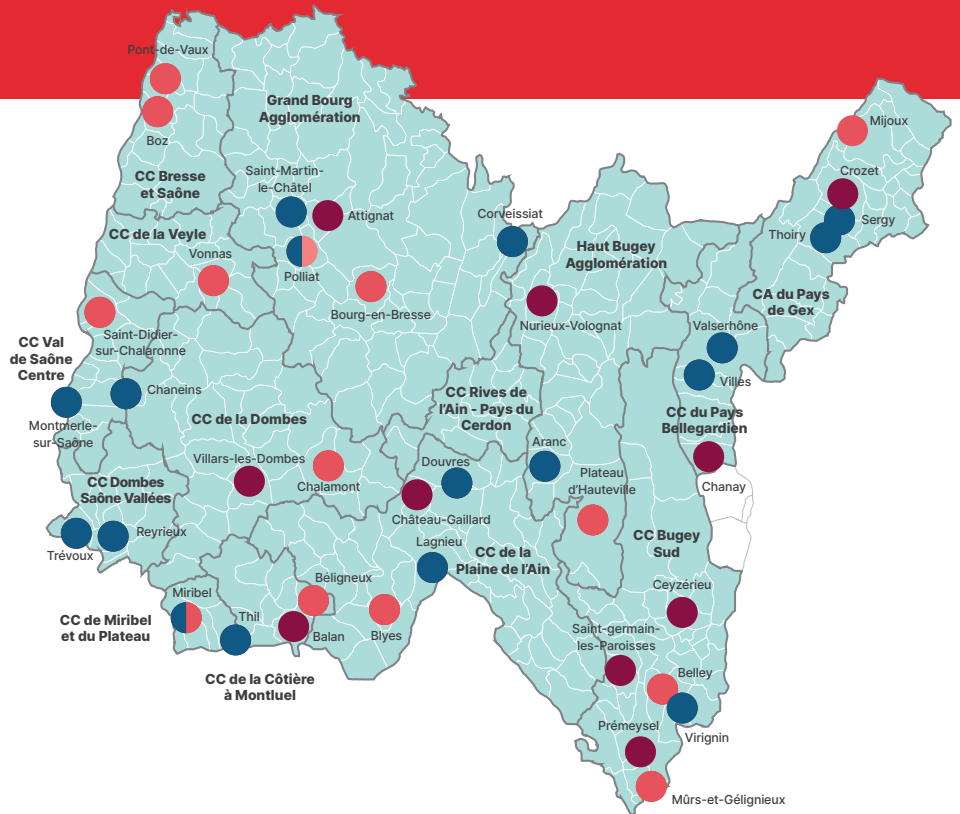 Pont-de-Vaux
Boz
Grand Bourg
Agglomération
Mijoux
CC Bresse
et Saône
Saint-Martin-
le-Châtel
Crozet
Attignat
Corveissiat
Sergy
Thoiry
CC de la Veyle
Vonnas
Polliat
Haut Bugey
Agglomération
CA du Pays
de Gex
Bourg-en-Bresse
Nurieux-Volognat
Valserhône
Saint-Didier-
sur-Chalaronne
CC Val
de Saône
Centre
Chaneins
Villes
CC Rives de
l'Ain - Pays du
Cerdon
Montmerle-
sur-Saône
CC de la Dombes
CC du Pays
Bellegardien
Aranc
Villars-les-Dombes
Chalamont
Douvres
Plateau
d'Hauteville
Chanay
CC Dombes
Saône Vallées
Château-Gaillard
Trévoux
Reyrieux
Lagnieu
CC de la
Plaine de l'Ain
CC Bugey
Sud
Béligneux
Ceyzérieu
Miribel
Thil
CC de Miribel
et du Plateau
Balan
Blyes
Saint-germain-
les-Paroisses
CC de la Côtière
à Montluel
Belley
Prémeysel
Virignin
Mûrs-et-Gélignieux